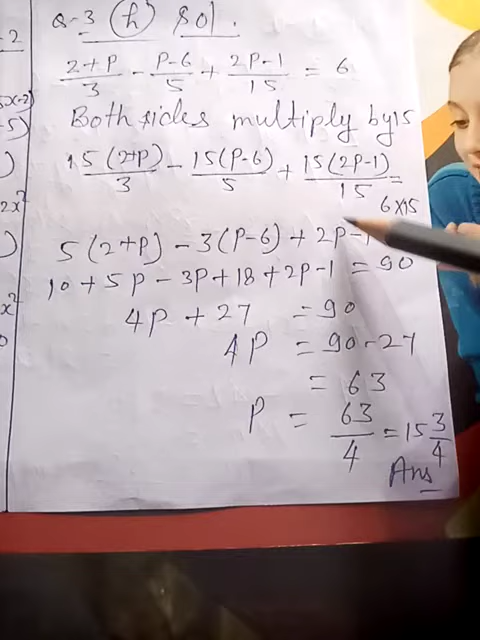 Q-3 (h) Sol.
(2+P)/3 - (P-6)/5 + (2P-1)/15 = 6
Both sides multiply by 15
15(2+P)/3 - 15(P-6)/5 + 15(2P-1)/15 =
6×15
5(2+P) - 3(P-6) + 2P-1
10 + 5P - 3P + 18 + 2P - 1 = 90
4P + 27 = 90
4P = 90-27
= 63
P = 63/4 = 15 3/4
Ans